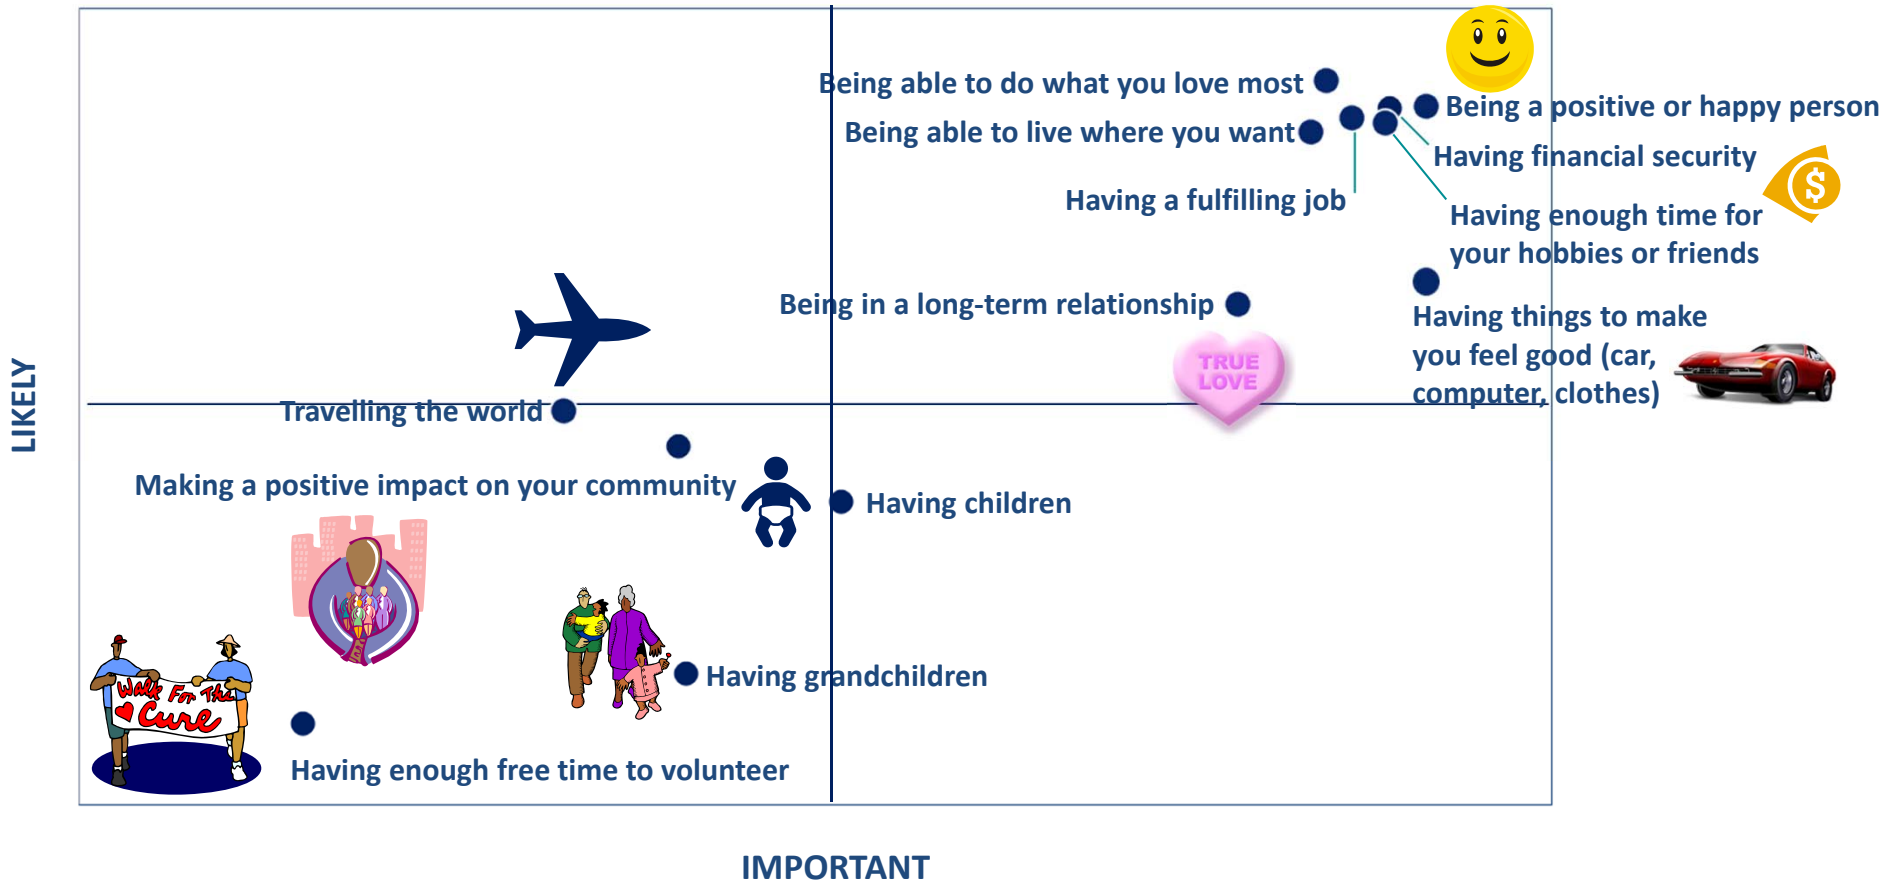 Being able to do what you love most
Being a positive or happy person
Being able to live where you want
Having financial security
$
Having a fulfilling job
Having enough time for
your hobbies or friends
Being in a long-term relationship
Having things to make
you feel good (car,
computer, clothes)
TRUE
LOVE
LIKELY
Travelling the world
Making a positive impact on your community
Having children
Having grandchildren
Walk For The
Cure
Having enough free time to volunteer
IMPORTANT